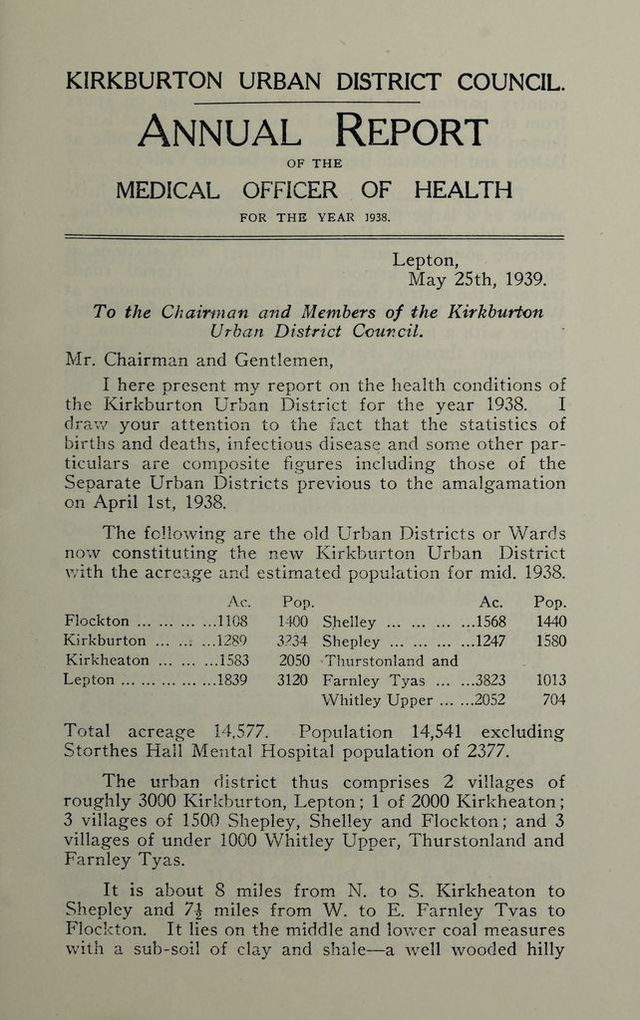 KIRKBURTON URBAN DISTRICT COUNCIL.
ANNUAL REPORT
OF THE
MEDICAL OFFICER OF HEALTH
FOR THE YEAR 1938.
Lepton,
May 25th, 1939.
To the Chairman and Members of the Kirkburton
Urban District Council.
Mr. Chairman and Gentlemen,
I here present my report on the health conditions of
the Kirkburton Urban District for the year 1938. I
draw your attention to the fact that the statistics of
births and deaths, infectious disease and some other par-
ticulars are composite figures including those of the
Separate Urban Districts previous to the amalgamation
on April 1st, 1938.
The following are the old Urban Districts or Wards
now constituting the new Kirkburton Urban District
with the acreage and estimated population for mid. 1938.
Ac. Pop. Ac. Pop.
Flockton ... ... ... ...1108 1400 Shelley ... ... ... ...1568 1440
Kirkburton ... ... ...1289 3234 Shepley ... ... ... ...1247 1580
Kirkheaton ... ... ...1583 2050 Thurstonland and
Lepton ... ... ... ... ...1839 3120 Farnley Tyas ... ...3823 1013
Whitley Upper ... ...2052 704
Total acreage 14,577. Population 14,541 excluding
Storthes Hall Mental Hospital population of 2377.
The urban district thus comprises 2 villages of
roughly 3000 Kirkburton, Lepton; 1 of 2000 Kirkheaton;
3 villages of 1500 Shepley, Shelley and Flockton; and 3
villages of under 1000 Whitley Upper, Thurstonland and
Farnley Tyas.
It is about 8 miles from N. to S. Kirkheaton to
Shepley and 7½ miles from W. to E. Farnley Tyas to
Flockton. It lies on the middle and lower coal measures
with a sub-soil of clay and shale—a well wooded hilly